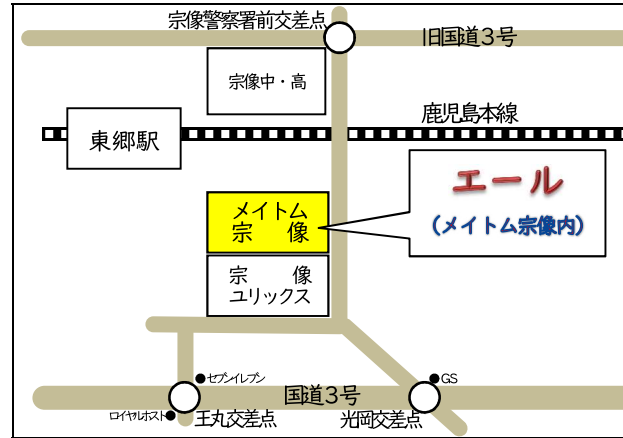 宗像警察署前交差点
旧国道3号
宗像中・高
鹿児島本線
東郷駅
エール
(メイトム宗像内)
メイトム
宗　像
宗　像
ユリックス
セブンイレブン
GS
国道3号
ロイヤルホスト
王丸交差点
光岡交差点